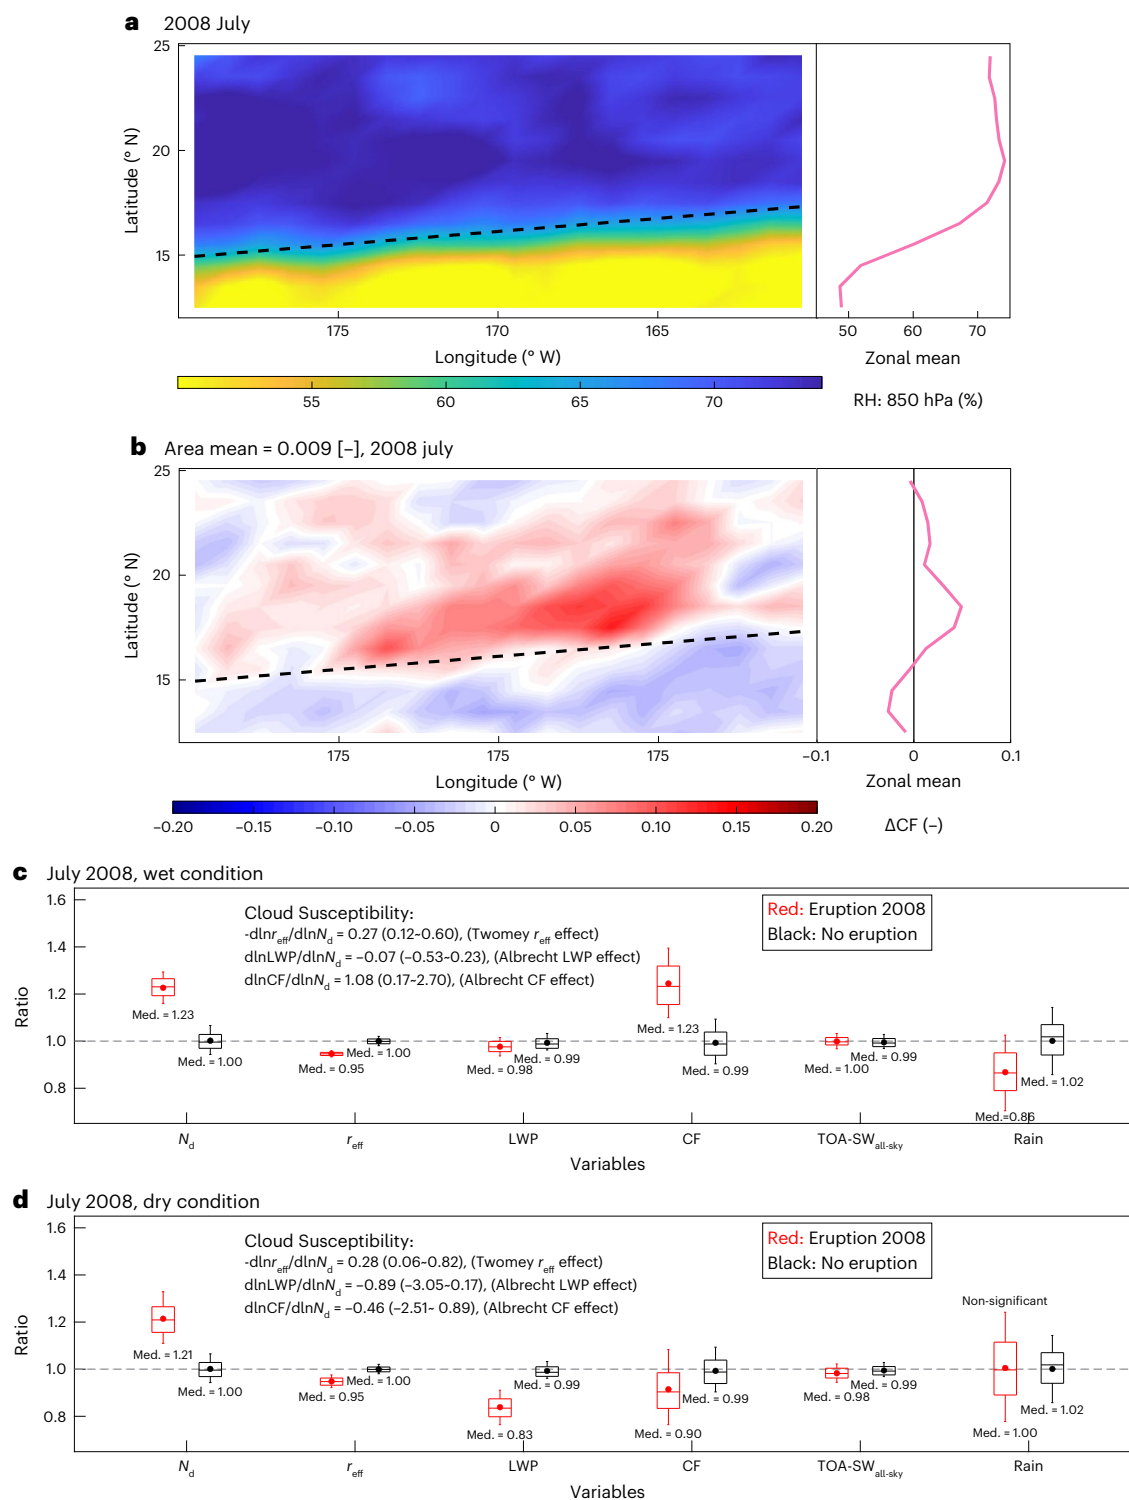 a 2008 July
25
20
15
Latitude (° N)
175 170 165
Longitude (° W)
50 60 70
Zonal mean
55 60 65 70
RH: 850 hPa (%)
b Area mean = 0.009 [–], 2008 july
25
20
15
Latitude (° N)
175 175 175
Longitude (° W)
–0.1 0 0.1
Zonal mean
–0.20 –0.15 –0.10 –0.05 0 0.05 0.10 0.15 0.20
ΔCF (–)
c July 2008, wet condition
1.6
1.4
1.2
1.0
0.8
Ratio
Cloud Susceptibility:
-dlnr_eff/dlnN_d = 0.27 (0.12~0.60), (Twomey r_eff effect)
dlnLWP/dlnN_d = −0.07 (−0.53~0.23), (Albrecht LWP effect)
dlnCF/dlnN_d = 1.08 (0.17~2.70), (Albrecht CF effect)
Red: Eruption 2008
Black: No eruption
Med. = 1.23
Med. = 1.00
Med. = 0.95
Med. = 1.00
Med. = 0.98
Med. = 0.99
Med. = 1.23
Med. = 0.99
Med. = 1.00
Med. = 0.99
Med.=0.86
Med. = 1.02
N_d r_eff LWP CF TOA-SW_all-sky Rain
Variables
d July 2008, dry condition
1.6
1.4
1.2
1.0
0.8
Ratio
Cloud Susceptibility:
-dlnr_eff/dlnN_d = 0.28 (0.06~0.82), (Twomey r_eff effect)
dlnLWP/dlnN_d = −0.89 (−3.05~0.17), (Albrecht LWP effect)
dlnCF/dlnN_d = −0.46 (−2.51~ 0.89), (Albrecht CF effect)
Red: Eruption 2008
Black: No eruption
Non-significant
Med. = 1.21
Med. = 1.00
Med. = 0.95
Med. = 1.00
Med. = 0.83
Med. = 0.99
Med. = 0.90
Med. = 0.99
Med. = 0.98
Med. = 0.99
Med. = 1.00
Med. = 1.02
N_d r_eff LWP CF TOA-SW_all-sky Rain
Variables